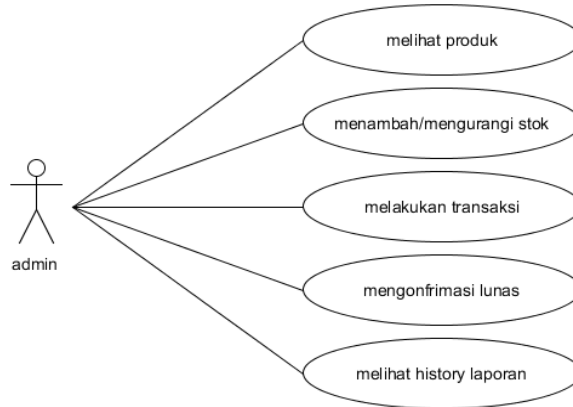 melihat produk
menambah/mengurangi stok
melakukan transaksi
admin
mengonfrimasi lunas
melihat history laporan